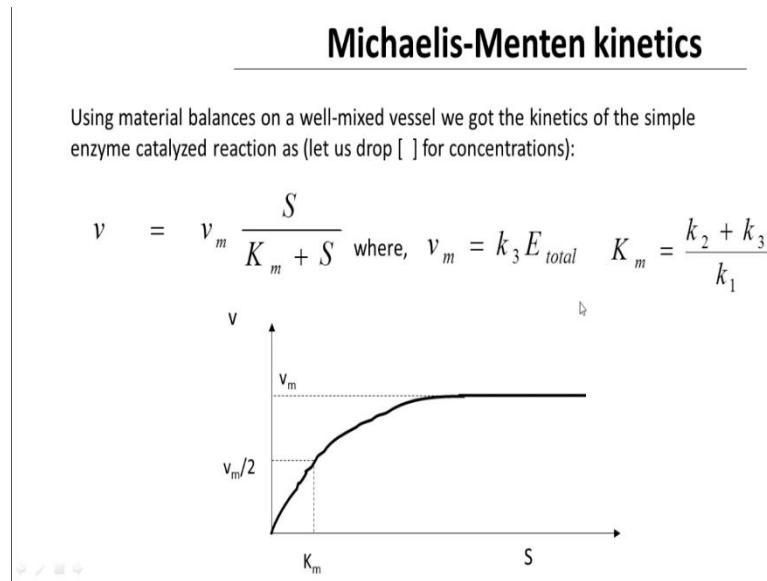 Michaelis-Menten kinetics
Using material balances on a well-mixed vessel we got the kinetics of the simple
enzyme catalyzed reaction as (let us drop [ ] for concentrations):
v = v_m S / (K_m + S) where, v_m = k_3 E_total K_m = (k_2 + k_3) / k_1
v
v_m
v_m/2
K_m S